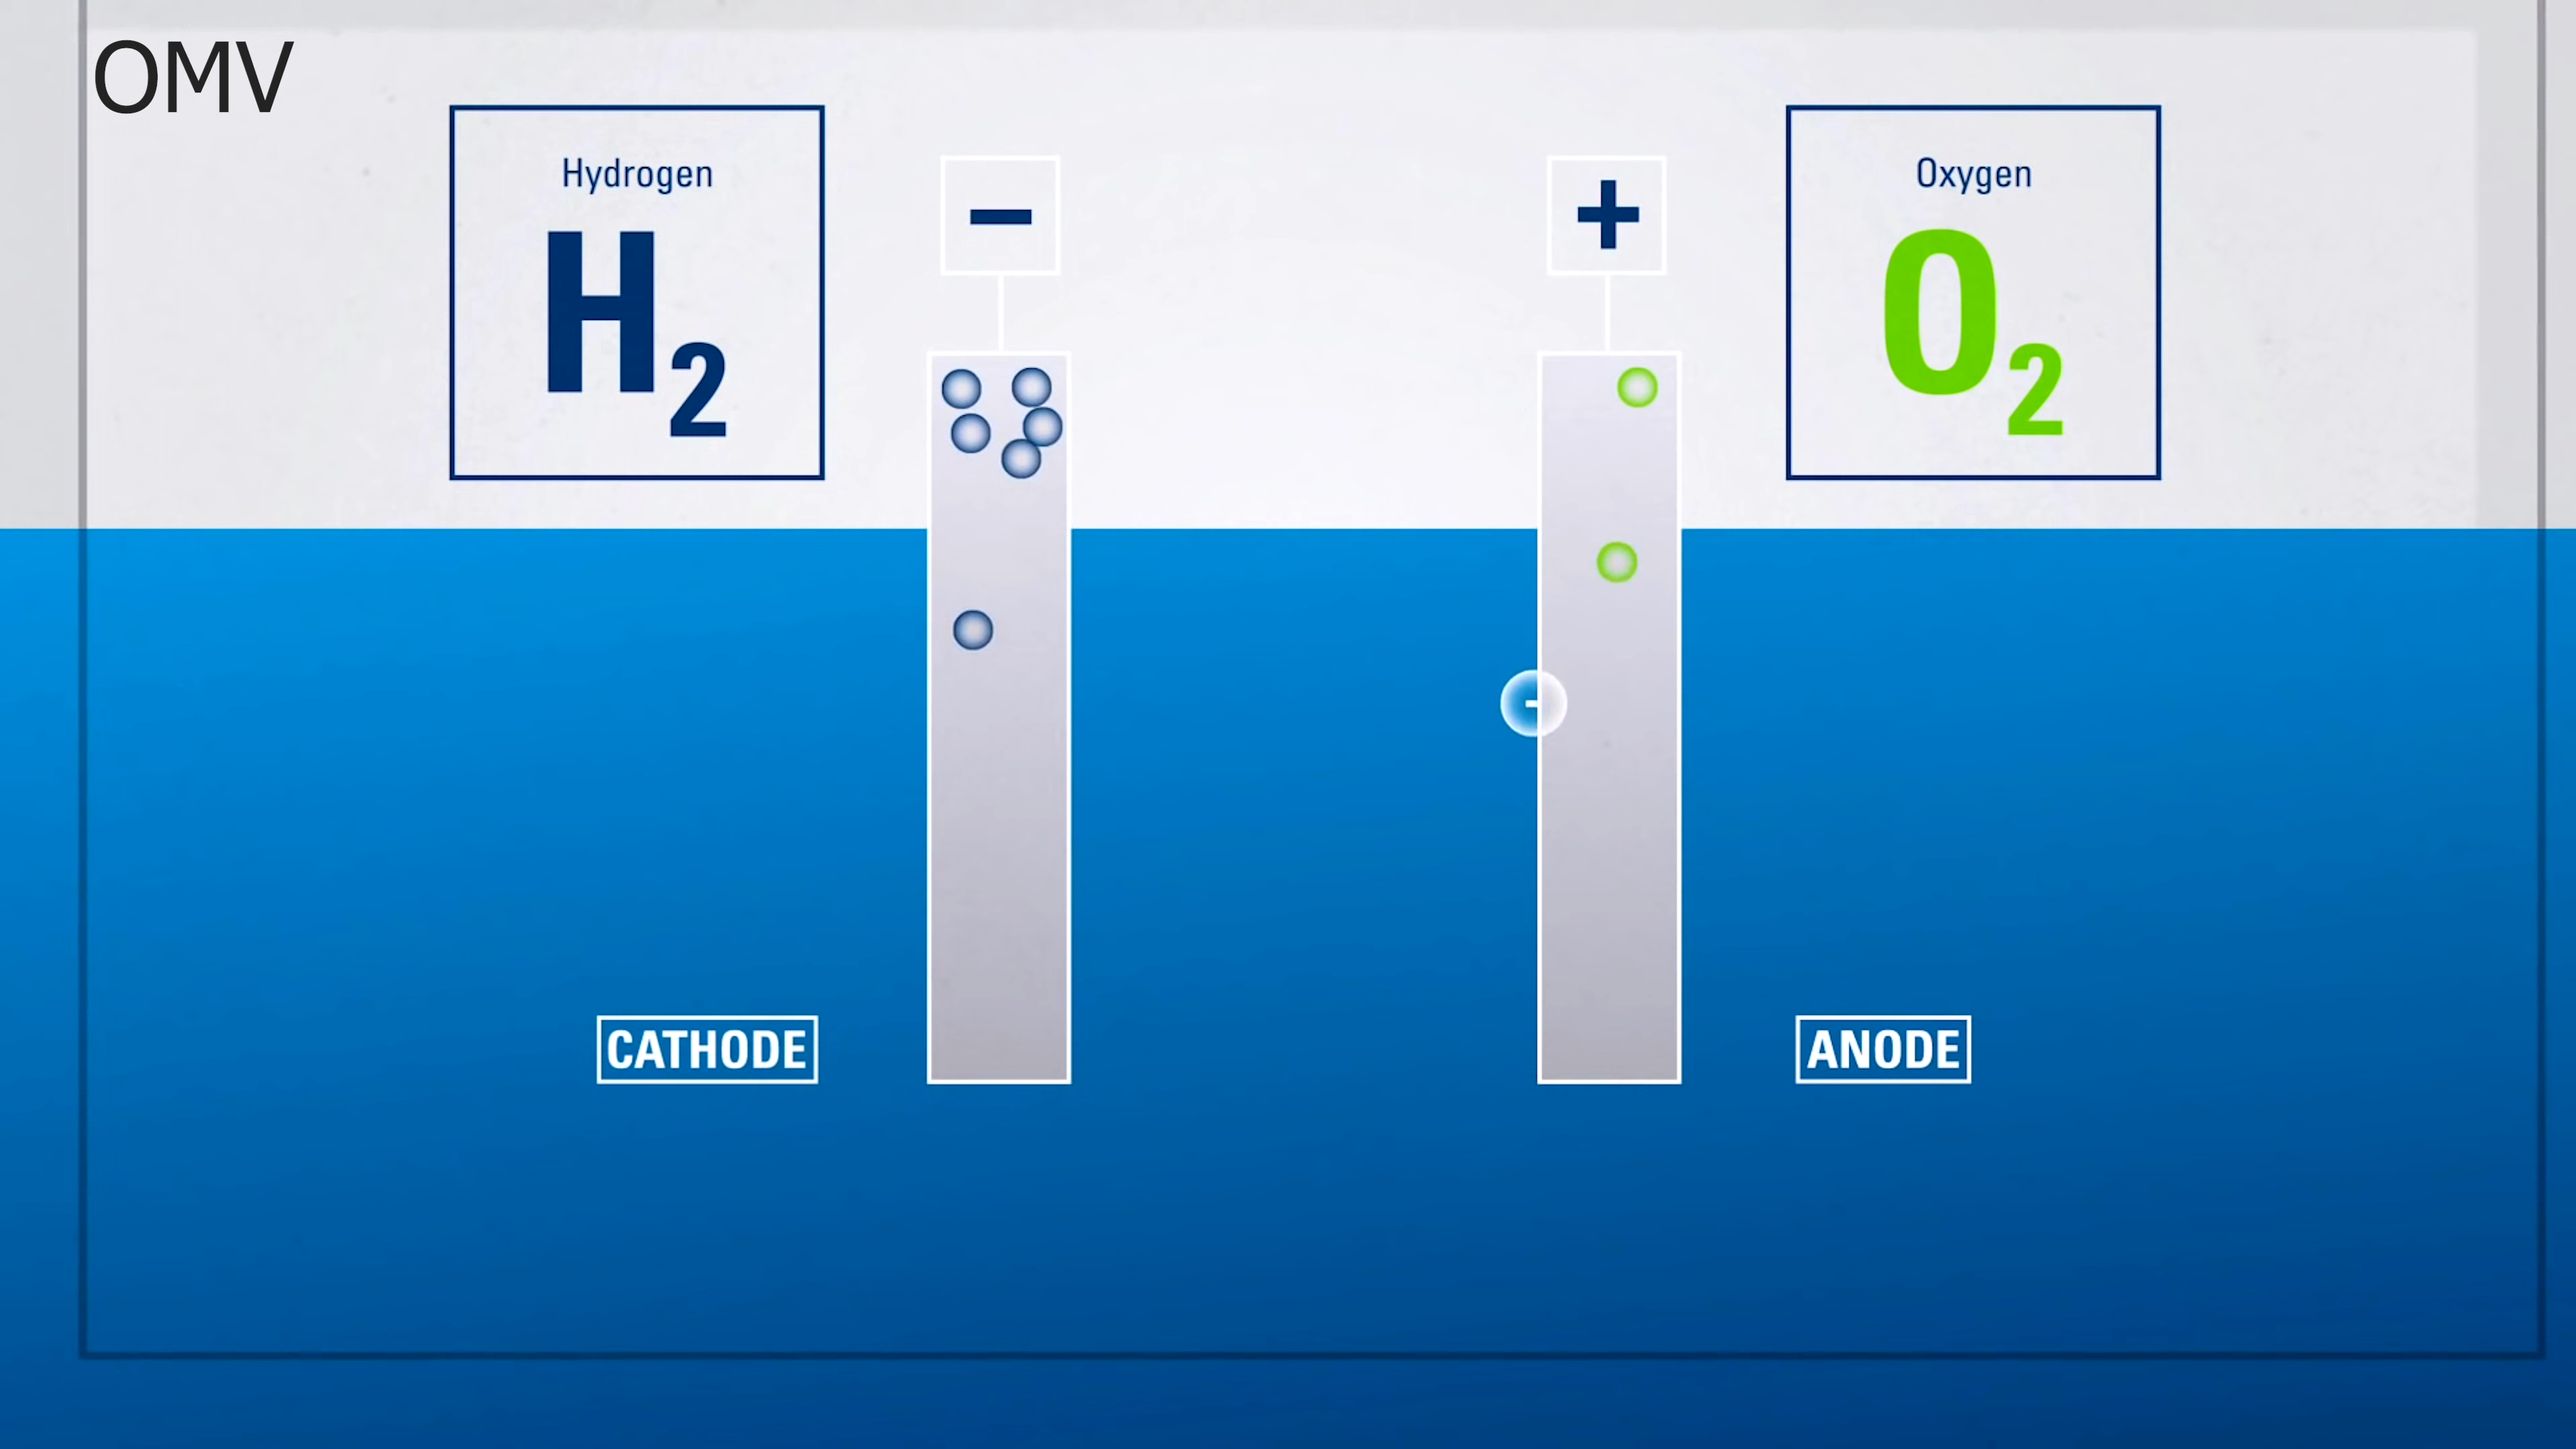 OMV
Hydrogen
H2
−
+
Oxygen
O2
-
CATHODE
ANODE